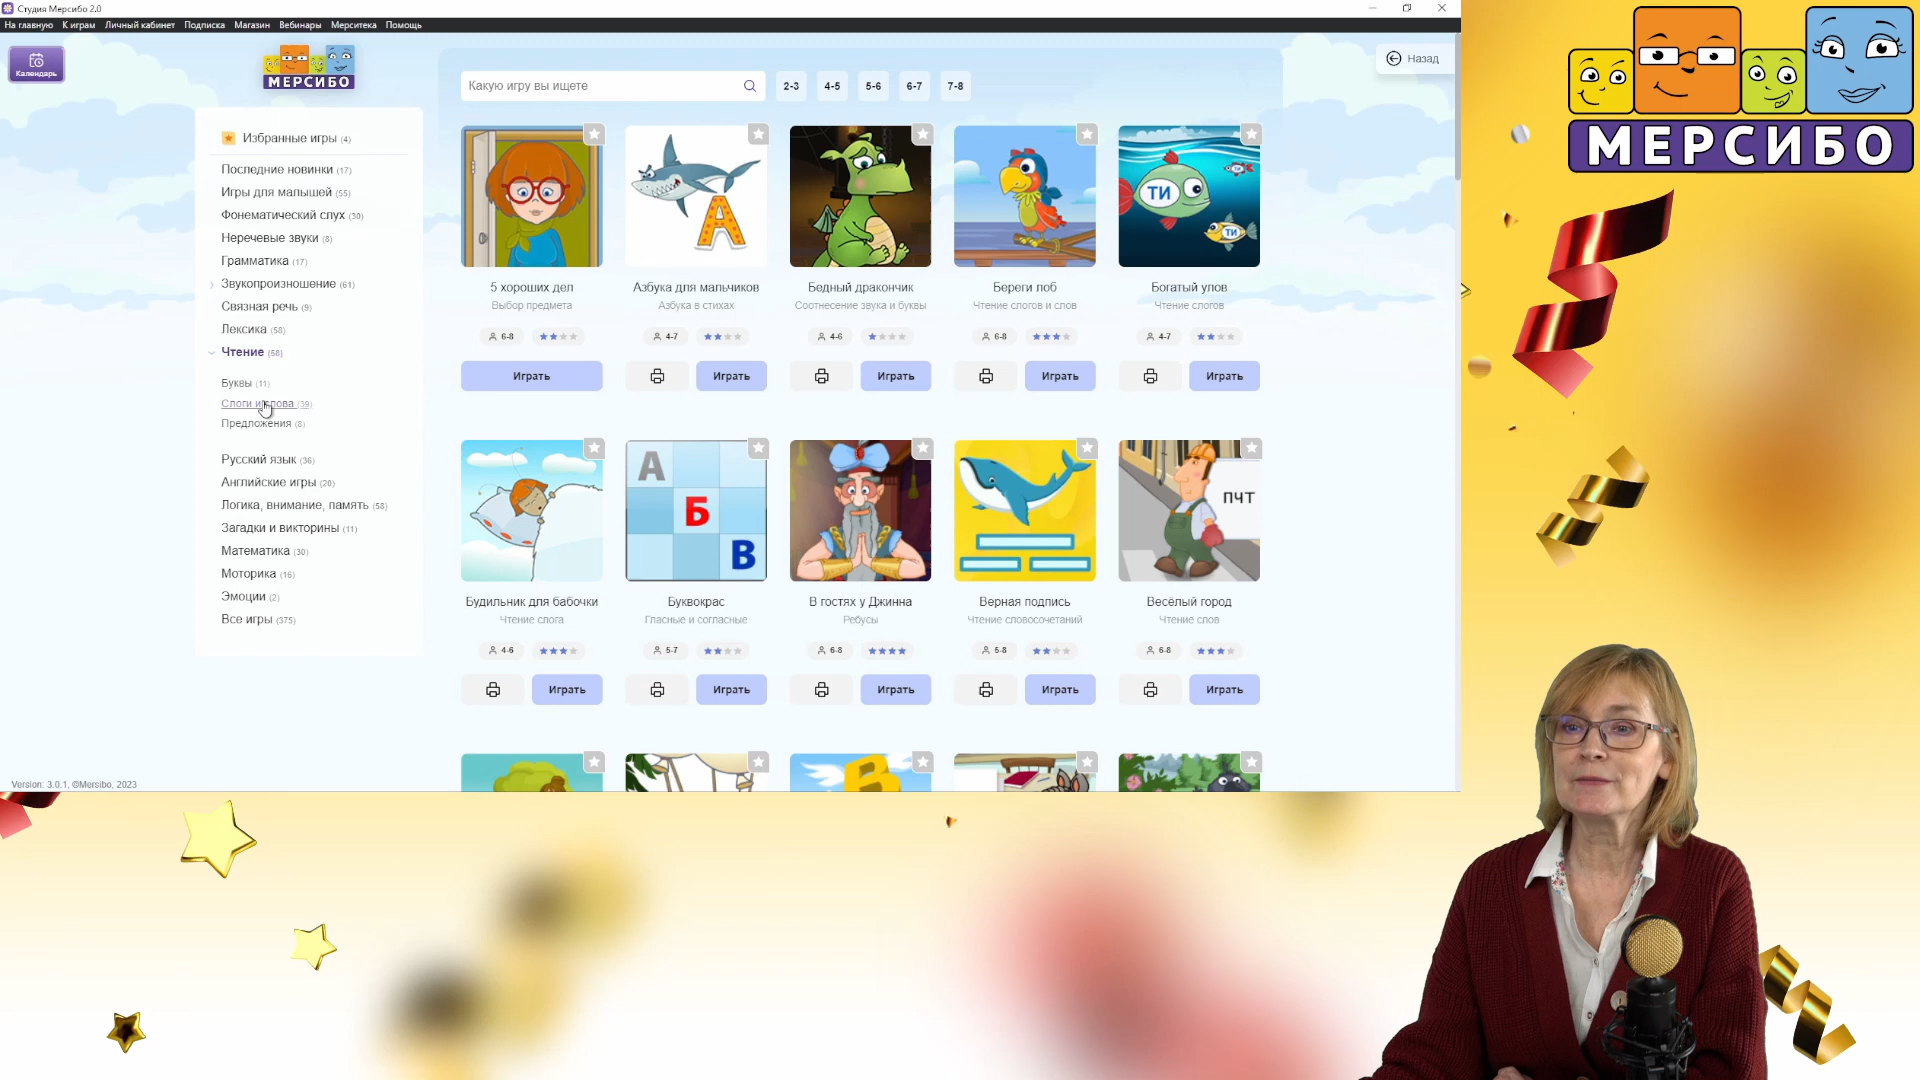 Студия Мерсибо 2.0
На главную К играм Личный кабинет Подписка Магазин Вебинары Мерситека Помощь
Календарь
МЕРСИБО
Какую игру вы ищете
2-3 4-5 5-6 6-7 7-8
Назад
МЕРСИБО
Избранные игры (4)
Последние новинки (17)
Игры для малышей (55)
Фонематический слух (30)
Неречевые звуки (8)
Грамматика (17)
Звукопроизношение (61)
Связная речь (9)
Лексика (58)
Чтение (58)
Буквы (11)
Слоги и слова (39)
Предложения (8)
Русский язык (36)
Английские игры (20)
Логика, внимание, память (58)
Загадки и викторины (11)
Математика (30)
Моторика (16)
Эмоции (2)
Все игры (375)
А
ТИ
ТИ
5 хороших дел Азбука для мальчиков Бедный дракончик Береги лоб Богатый улов
Выбор предмета Азбука в стихах Соотнесение звука и буквы Чтение слогов и слов Чтение слогов
6-8 4-7 4-6 6-8 4-7
Играть Играть Играть Играть Играть
А
Б
В
ПЧТ
Будильник для бабочки Буквокрас В гостях у Джинна Верная подпись Весёлый город
Чтение слога Гласные и согласные Ребусы Чтение словосочетаний Чтение слов
4-6 5-7 6-8 5-8 6-8
Играть Играть Играть Играть Играть
В
Version: 3.0.1, ©Mersibo, 2023